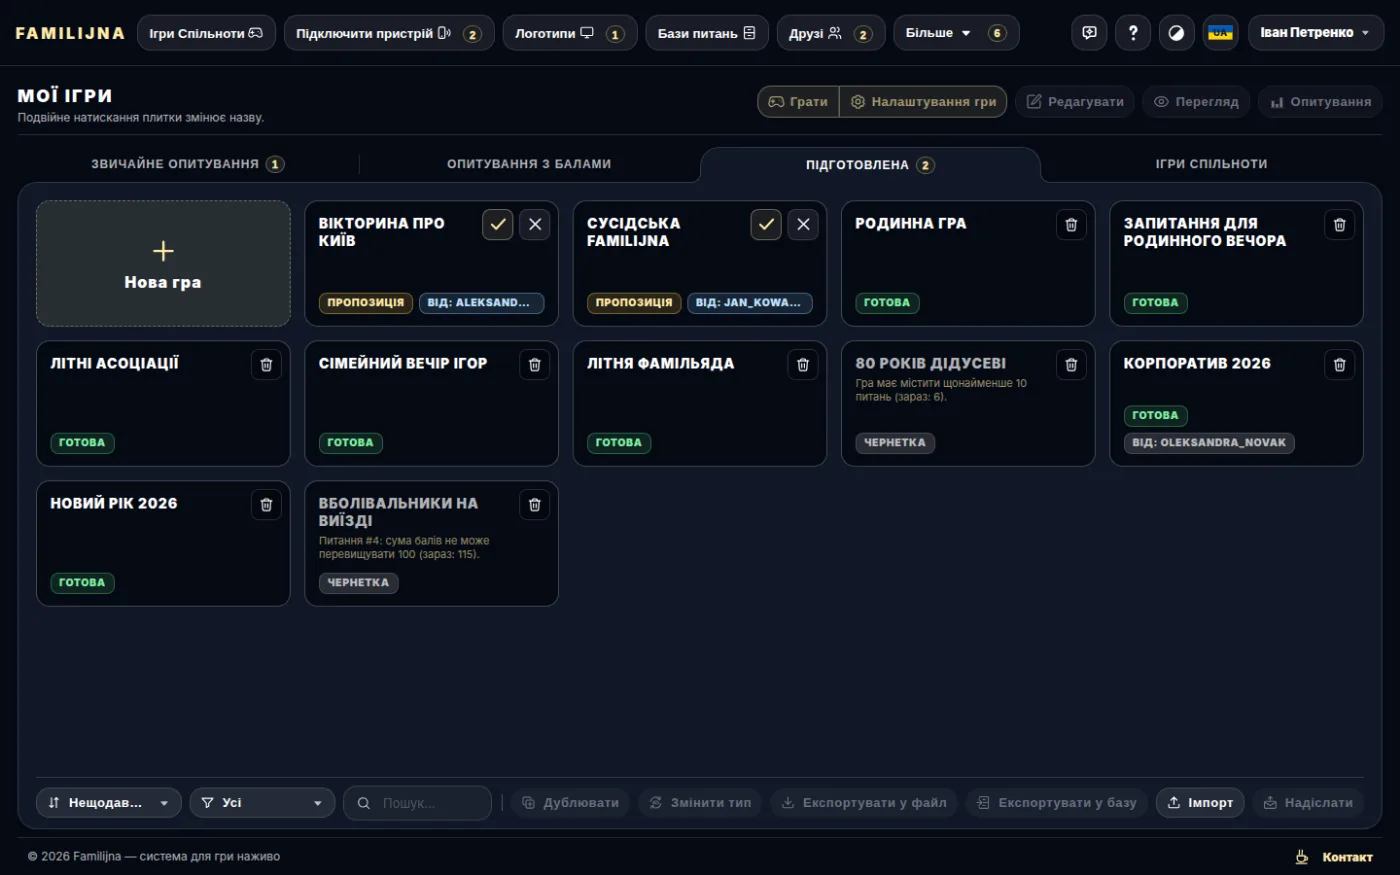 FAMILIJNA
Ігри Спільноти
Підключити пристрій 2
Логотипи 1
Бази питань
Друзі 2
Більше 6
?
UA
Іван Петренко
МОЇ ІГРИ
Подвійне натискання плитки змінює назву.
Грати
Налаштування гри
Редагувати
Перегляд
Опитування
ЗВИЧАЙНЕ ОПИТУВАННЯ 1
ОПИТУВАННЯ З БАЛАМИ
ПІДГОТОВЛЕНА 2
ІГРИ СПІЛЬНОТИ
Нова гра
ВІКТОРИНА ПРО
КИЇВ
ПРОПОЗИЦІЯ
ВІД: ALEKSAND...
СУСІДСЬКА
FAMILIJNA
ПРОПОЗИЦІЯ
ВІД: JAN_KOWA...
РОДИННА ГРА
ГОТОВА
ЗАПИТАННЯ ДЛЯ
РОДИННОГО ВЕЧОРА
ГОТОВА
ЛІТНІ АСОЦІАЦІЇ
ГОТОВА
СІМЕЙНИЙ ВЕЧІР ІГОР
ГОТОВА
ЛІТНЯ ФАМІЛЬЯДА
ГОТОВА
80 РОКІВ ДІДУСЕВІ
Гра має містити щонайменше 10
питань (зараз: 6).
ЧЕРНЕТКА
КОРПОРАТИВ 2026
ГОТОВА
ВІД: OLEKSANDRA_NOVAK
НОВИЙ РІК 2026
ГОТОВА
ВБОЛІВАЛЬНИКИ НА
ВИЇЗДІ
Питання #4: сума балів не може
перевищувати 100 (зараз: 115).
ЧЕРНЕТКА
Нещодав...
Усі
Пошук...
Дублювати
Змінити тип
Експортувати у файл
Експортувати у базу
Імпорт
Надіслати
© 2026 Familijna — система для гри наживо
Контакт